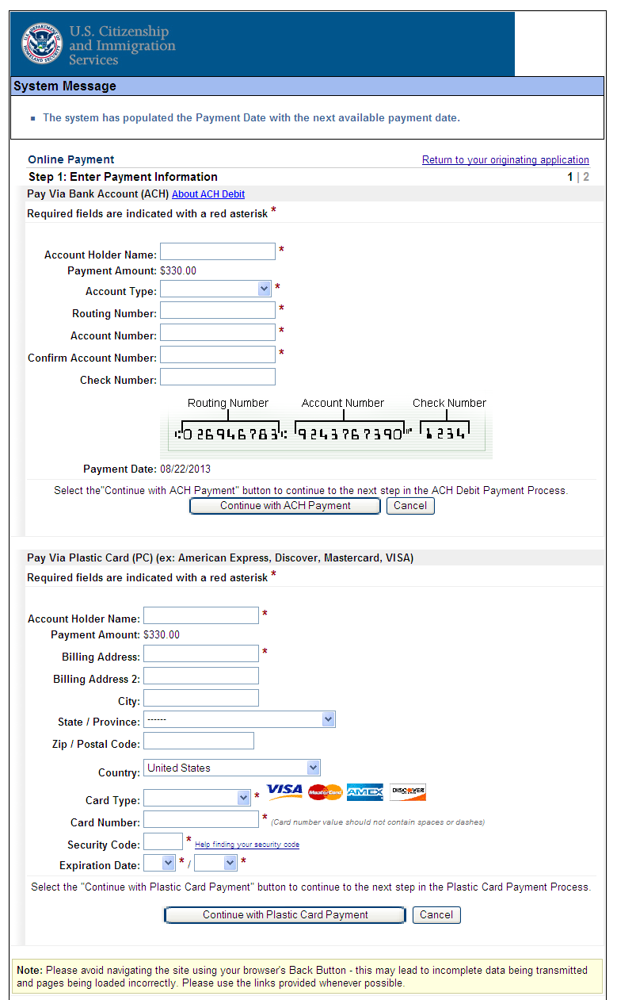 U.S. DEPARTMENT OF
HOMELAND SECURITY
U.S. Citizenship
and Immigration
Services
System Message
The system has populated the Payment Date with the next available payment date.
Online Payment Return to your originating application
Step 1: Enter Payment Information 1 | 2
Pay Via Bank Account (ACH) About ACH Debit
Required fields are indicated with a red asterisk *
Account Holder Name: *
Payment Amount: $330.00
Account Type: *
Routing Number: *
Account Number: *
Confirm Account Number: *
Check Number:
Routing Number Account Number Check Number
⑆026946783⑆ 9243767390⑈ 1234
Payment Date: 08/22/2013
Select the"Continue with ACH Payment" button to continue to the next step in the ACH Debit Payment Process.
Continue with ACH Payment Cancel
Pay Via Plastic Card (PC) (ex: American Express, Discover, Mastercard, VISA)
Required fields are indicated with a red asterisk *
Account Holder Name: *
Payment Amount: $330.00
Billing Address: *
Billing Address 2:
City:
State / Province: ------
Zip / Postal Code:
Country: United States
Card Type: * VISA MasterCard AMEX DISCOVER
Card Number: * (Card number value should not contain spaces or dashes)
Security Code: * Help finding your security code
Expiration Date: * / *
Select the "Continue with Plastic Card Payment" button to continue to the next step in the Plastic Card Payment Process.
Continue with Plastic Card Payment Cancel
Note: Please avoid navigating the site using your browser's Back Button - this may lead to incomplete data being transmitted
and pages being loaded incorrectly. Please use the links provided whenever possible.